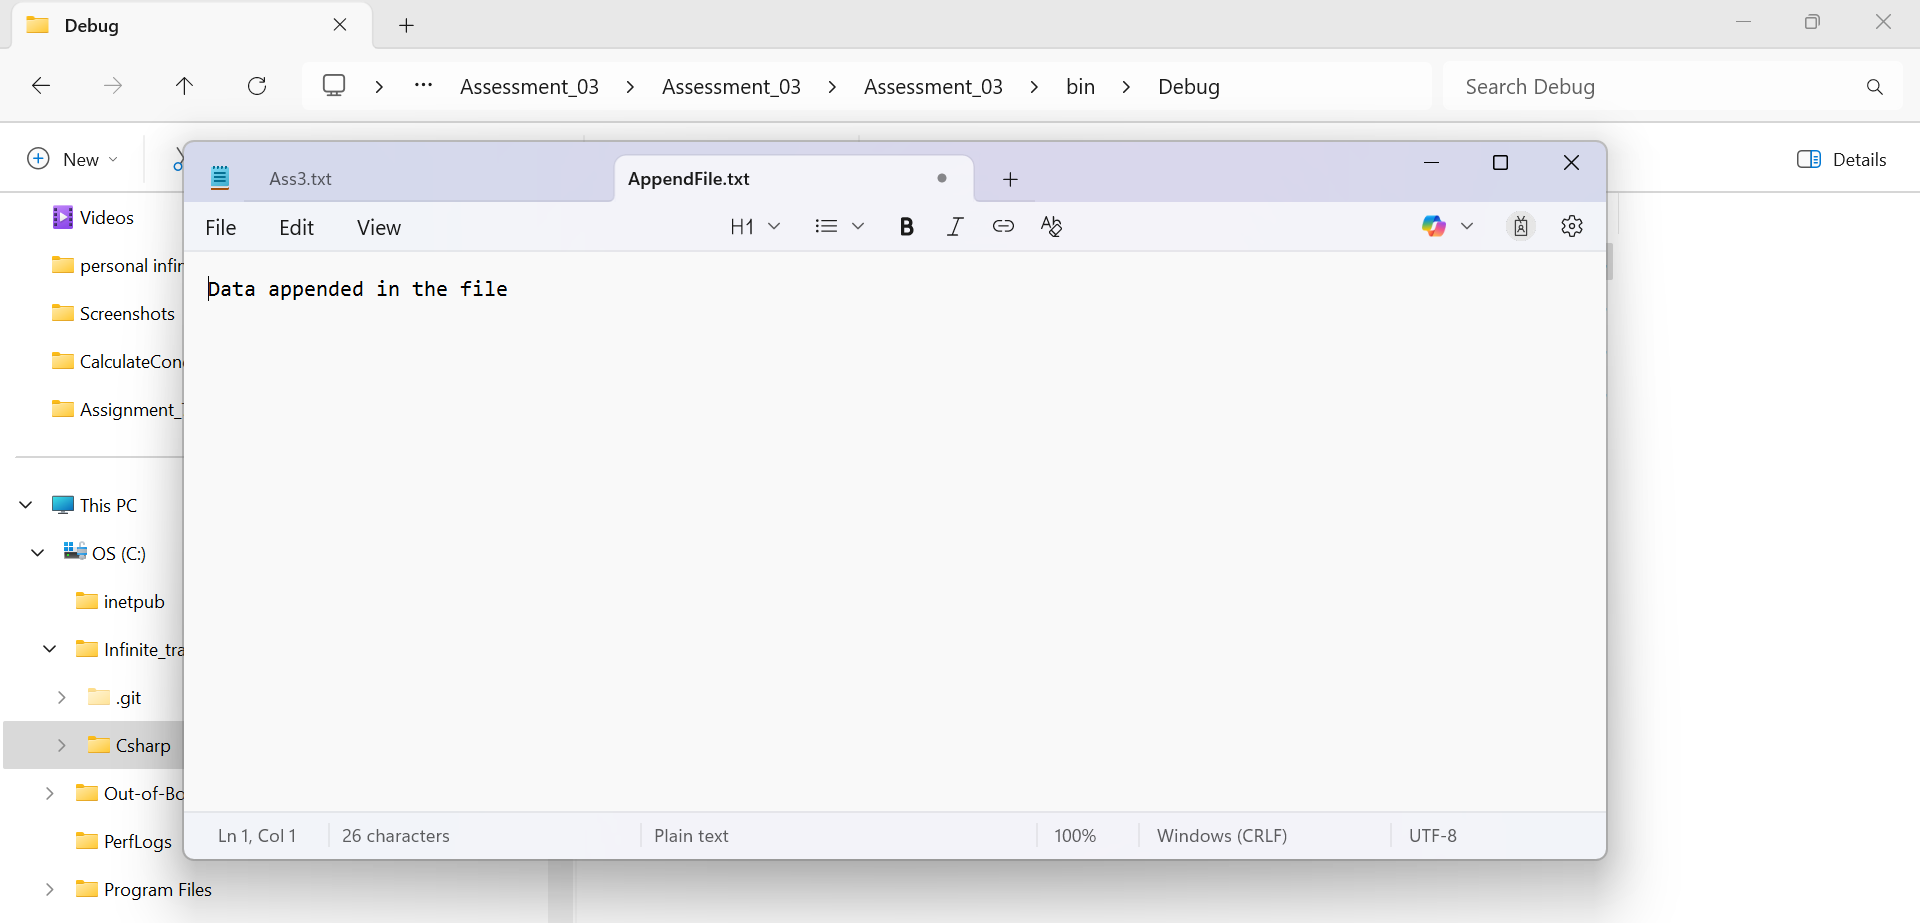 Debug
Assessment_03 > Assessment_03 > Assessment_03 > bin > Debug
Search Debug
New
Details
Ass3.txt
AppendFile.txt
File Edit View
H1
Data appended in the file
Videos
personal infin
Screenshots
CalculateCon
Assignment_
This PC
OS (C:)
inetpub
Infinite_tra
.git
Csharp
Out-of-Bo
PerfLogs
Program Files
Ln 1, Col 1
26 characters
Plain text
100%
Windows (CRLF)
UTF-8